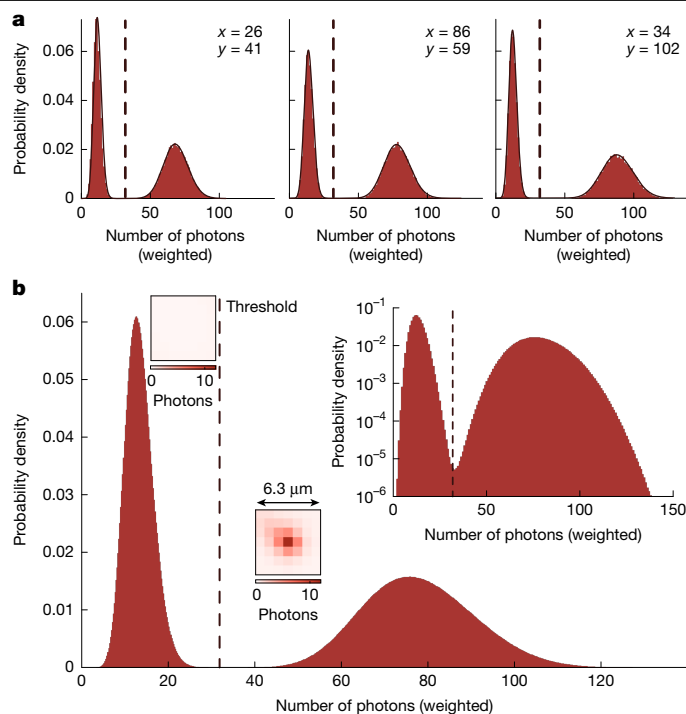 a
x = 26
y = 41
x = 86
y = 59
x = 34
y = 102
Probability density
0.06
0.04
0.02
0
0 50 100
0 50 100
0 50 100
Number of photons
(weighted)
Number of photons
(weighted)
Number of photons
(weighted)
b
Threshold
0 10
Photons
6.3 μm
0 10
Photons
Probability density
0.06
0.05
0.04
0.03
0.02
0.01
0
0 20 40 60 80 100 120
Number of photons (weighted)
Probability density
10⁻¹
10⁻²
10⁻³
10⁻⁴
10⁻⁵
10⁻⁶
0 50 100 150
Number of photons (weighted)